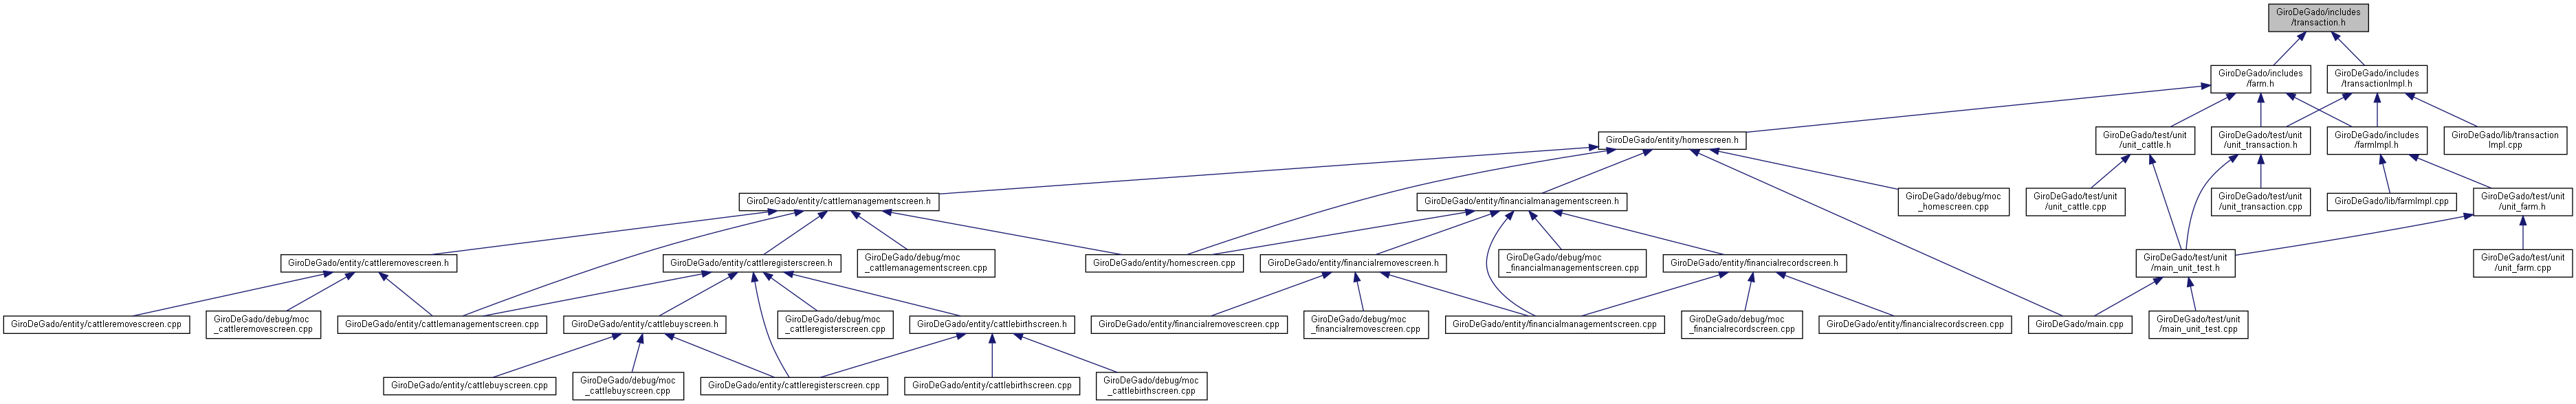 GiroDeGado/includes
/transaction.h
GiroDeGado/includes
/farm.h
GiroDeGado/includes
/transactionImpl.h
GiroDeGado/entity/homescreen.h
GiroDeGado/test/unit
/unit_cattle.h
GiroDeGado/test/unit
/unit_transaction.h
GiroDeGado/includes
/farmImpl.h
GiroDeGado/lib/transaction
Impl.cpp
GiroDeGado/entity/cattlemanagementscreen.h
GiroDeGado/entity/financialmanagementscreen.h
GiroDeGado/debug/moc
_homescreen.cpp
GiroDeGado/test/unit
/unit_cattle.cpp
GiroDeGado/test/unit
/unit_transaction.cpp
GiroDeGado/lib/farmImpl.cpp
GiroDeGado/test/unit
/unit_farm.h
GiroDeGado/entity/cattleremovescreen.h
GiroDeGado/entity/cattleregisterscreen.h
GiroDeGado/debug/moc
_cattlemanagementscreen.cpp
GiroDeGado/entity/homescreen.cpp
GiroDeGado/entity/financialremovescreen.h
GiroDeGado/debug/moc
_financialmanagementscreen.cpp
GiroDeGado/entity/financialrecordscreen.h
GiroDeGado/test/unit
/main_unit_test.h
GiroDeGado/test/unit
/unit_farm.cpp
GiroDeGado/entity/cattleremovescreen.cpp
GiroDeGado/debug/moc
_cattleremovescreen.cpp
GiroDeGado/entity/cattlemanagementscreen.cpp
GiroDeGado/entity/cattlebuyscreen.h
GiroDeGado/debug/moc
_cattleregisterscreen.cpp
GiroDeGado/entity/cattlebirthscreen.h
GiroDeGado/entity/financialremovescreen.cpp
GiroDeGado/debug/moc
_financialremovescreen.cpp
GiroDeGado/entity/financialmanagementscreen.cpp
GiroDeGado/debug/moc
_financialrecordscreen.cpp
GiroDeGado/entity/financialrecordscreen.cpp
GiroDeGado/main.cpp
GiroDeGado/test/unit
/main_unit_test.cpp
GiroDeGado/entity/cattlebuyscreen.cpp
GiroDeGado/debug/moc
_cattlebuyscreen.cpp
GiroDeGado/entity/cattleregisterscreen.cpp
GiroDeGado/entity/cattlebirthscreen.cpp
GiroDeGado/debug/moc
_cattlebirthscreen.cpp